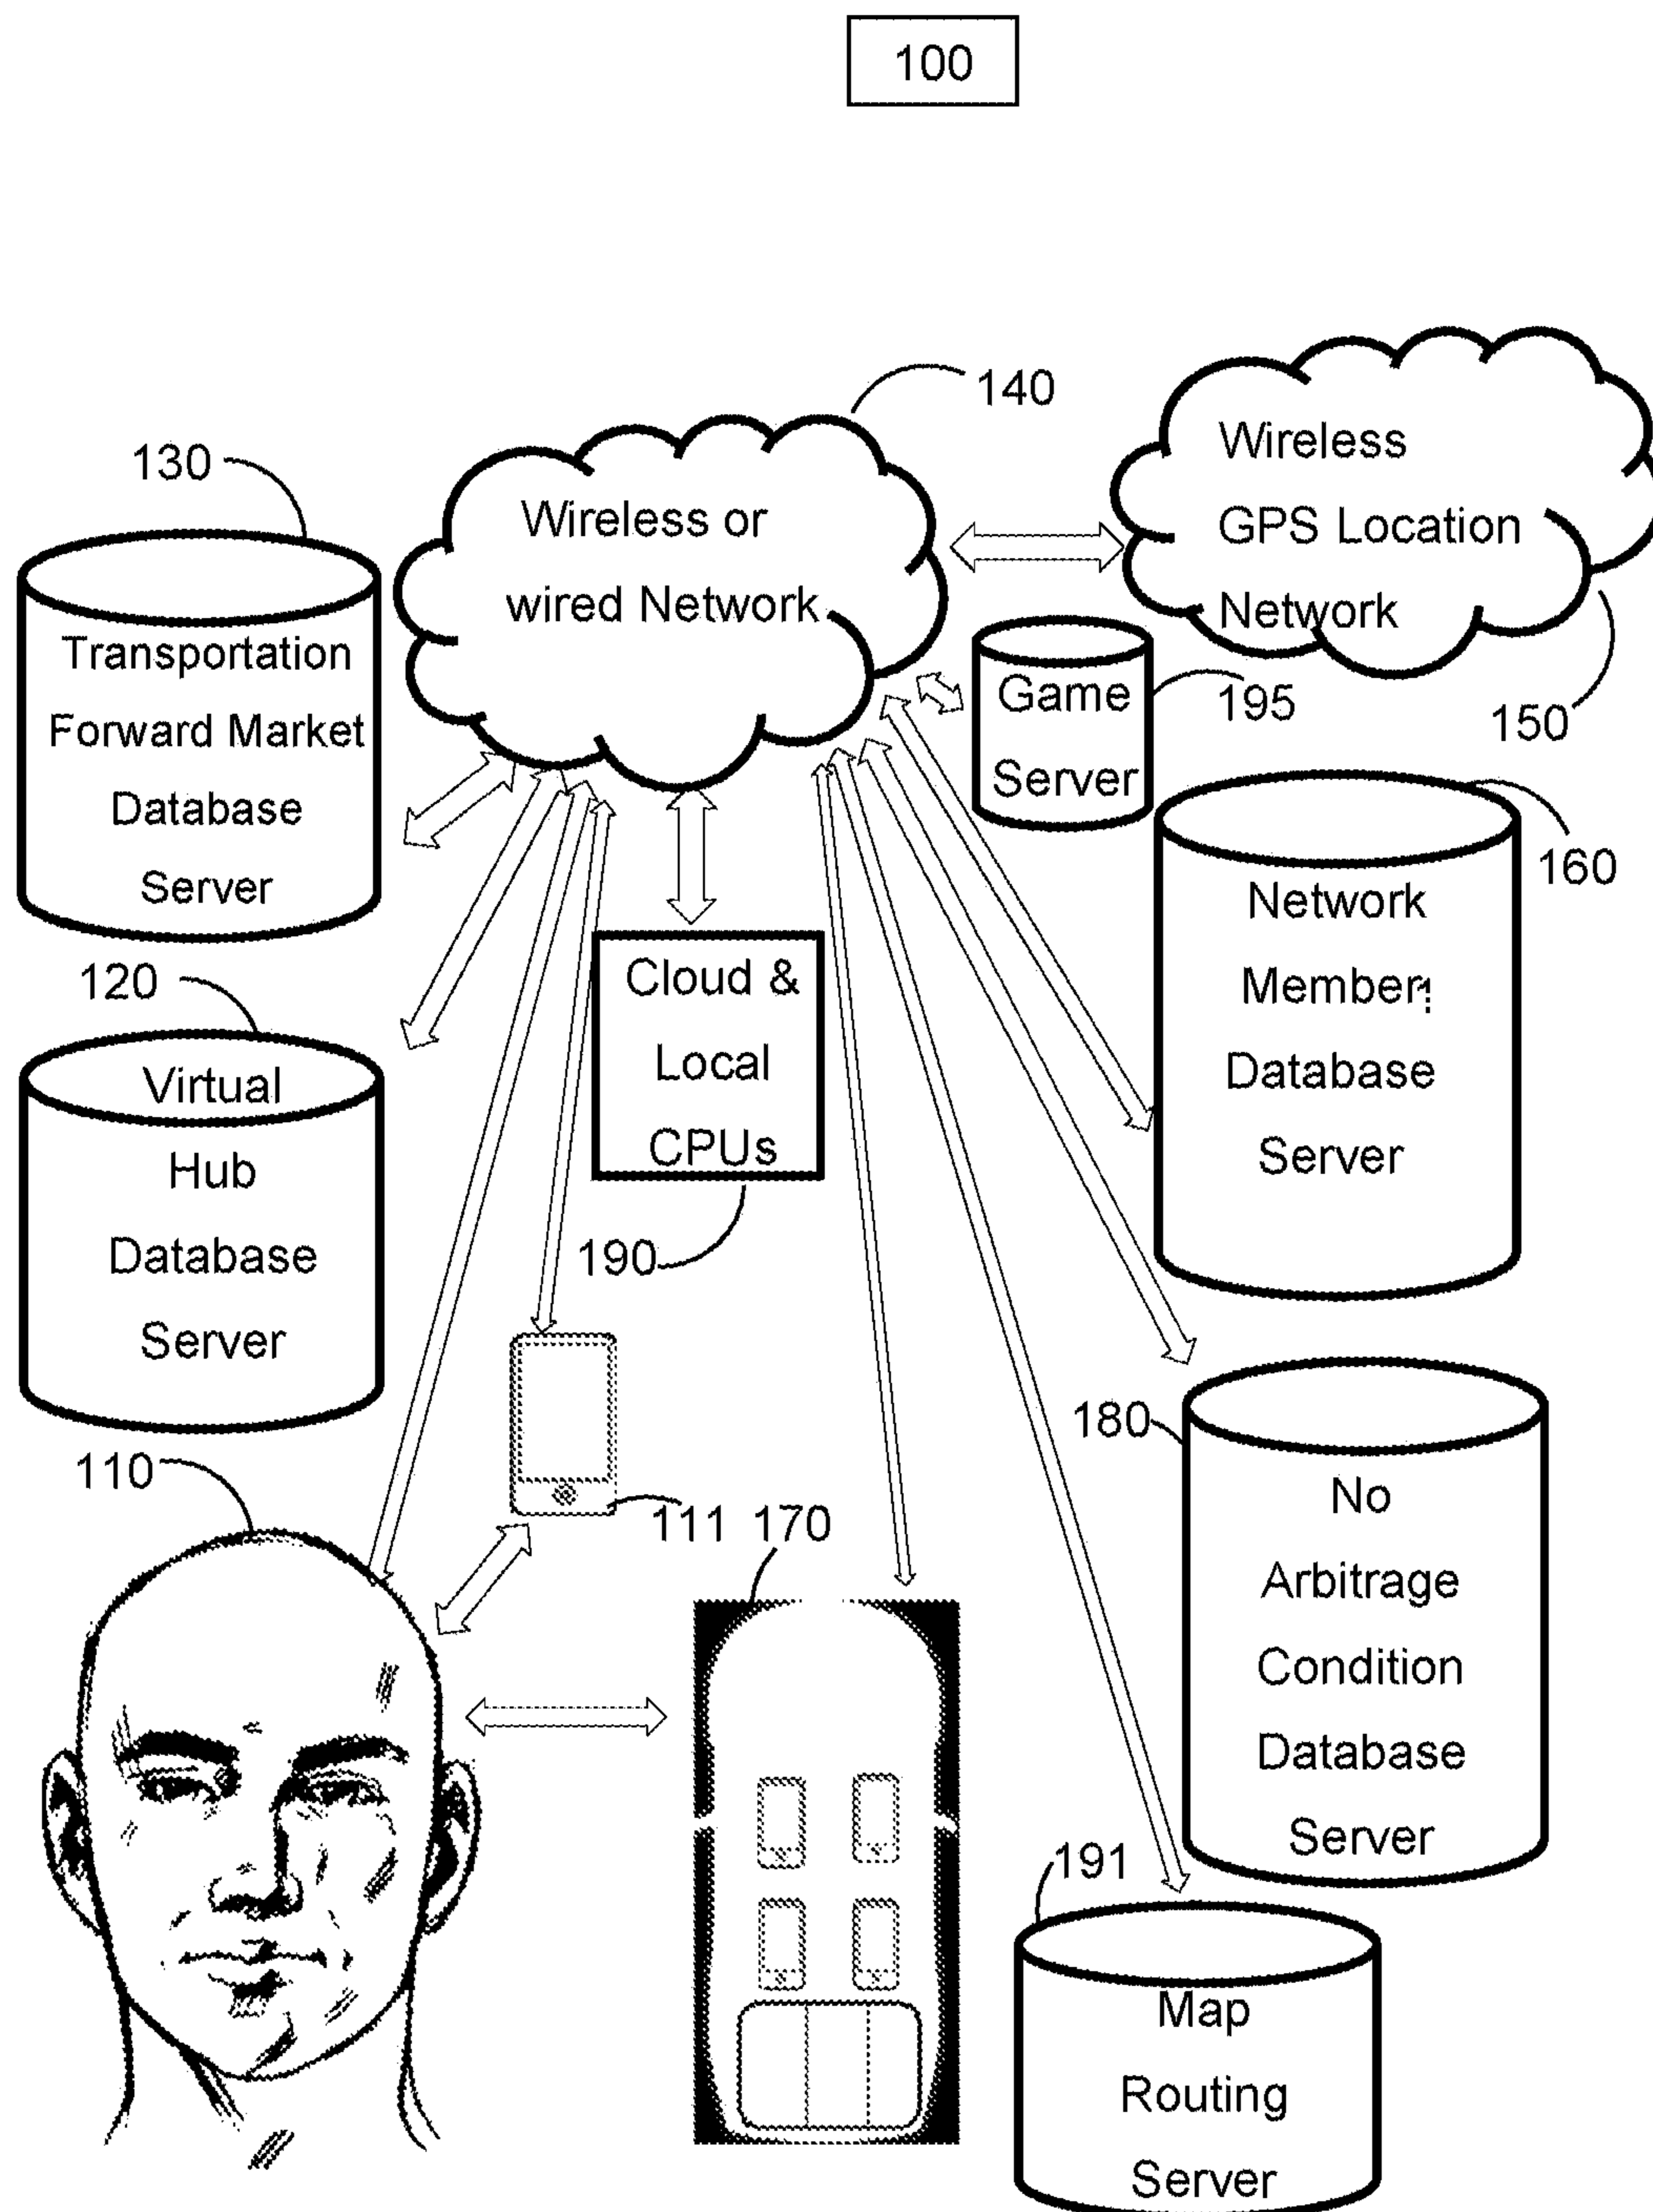 100
140
Wireless
GPS Location
Network
150
130
Wireless or
wired Network
Transportation
Forward Market
Database
Server
Game
Server
195
160
Network
Member
Database
Server
120
Virtual
Hub
Database
Server
Cloud &
Local
CPUs
190
180
No
Arbitrage
Condition
Database
Server
110
111 170
191
Map
Routing
Server